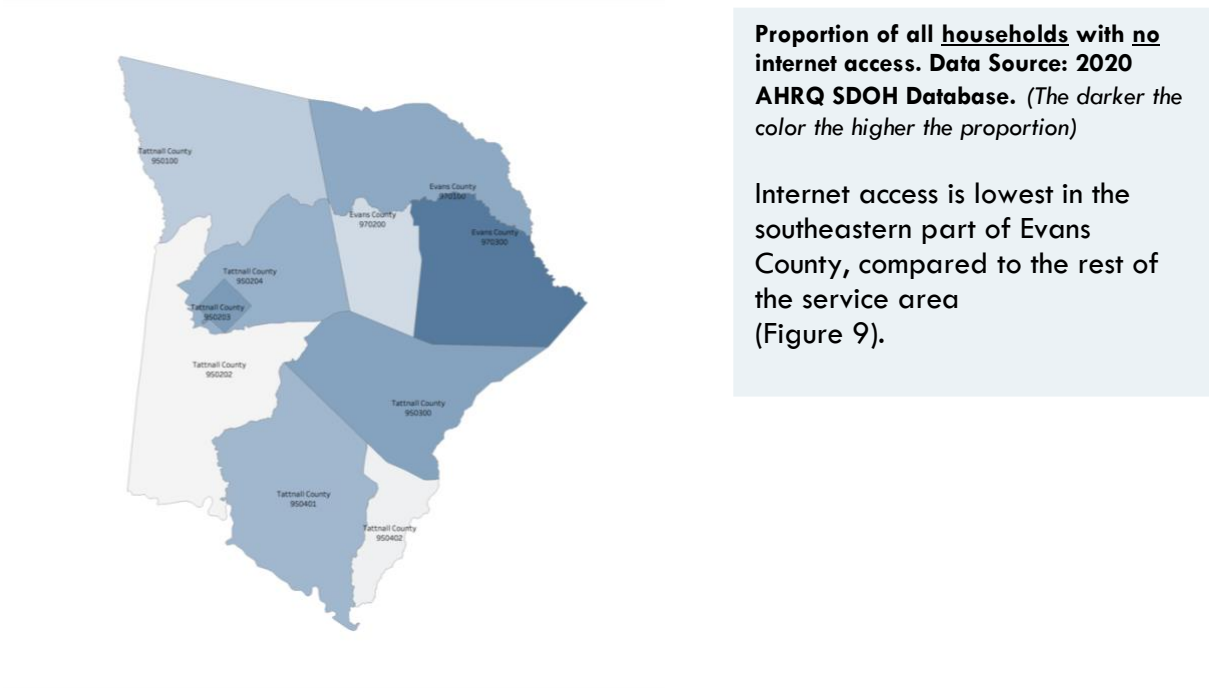 Proportion of all households with no
internet access. Data Source: 2020
AHRQ SDOH Database. (The darker the
color the higher the proportion)
Internet access is lowest in the
southeastern part of Evans
County, compared to the rest of
the service area
(Figure 9).
Tattnall County
950100
Evans County
970100
Evans County
970200
Evans County
970300
Tattnall County
950204
Tattnall County
950203
Tattnall County
950202
Tattnall County
950300
Tattnall County
950401
Tattnall County
950402